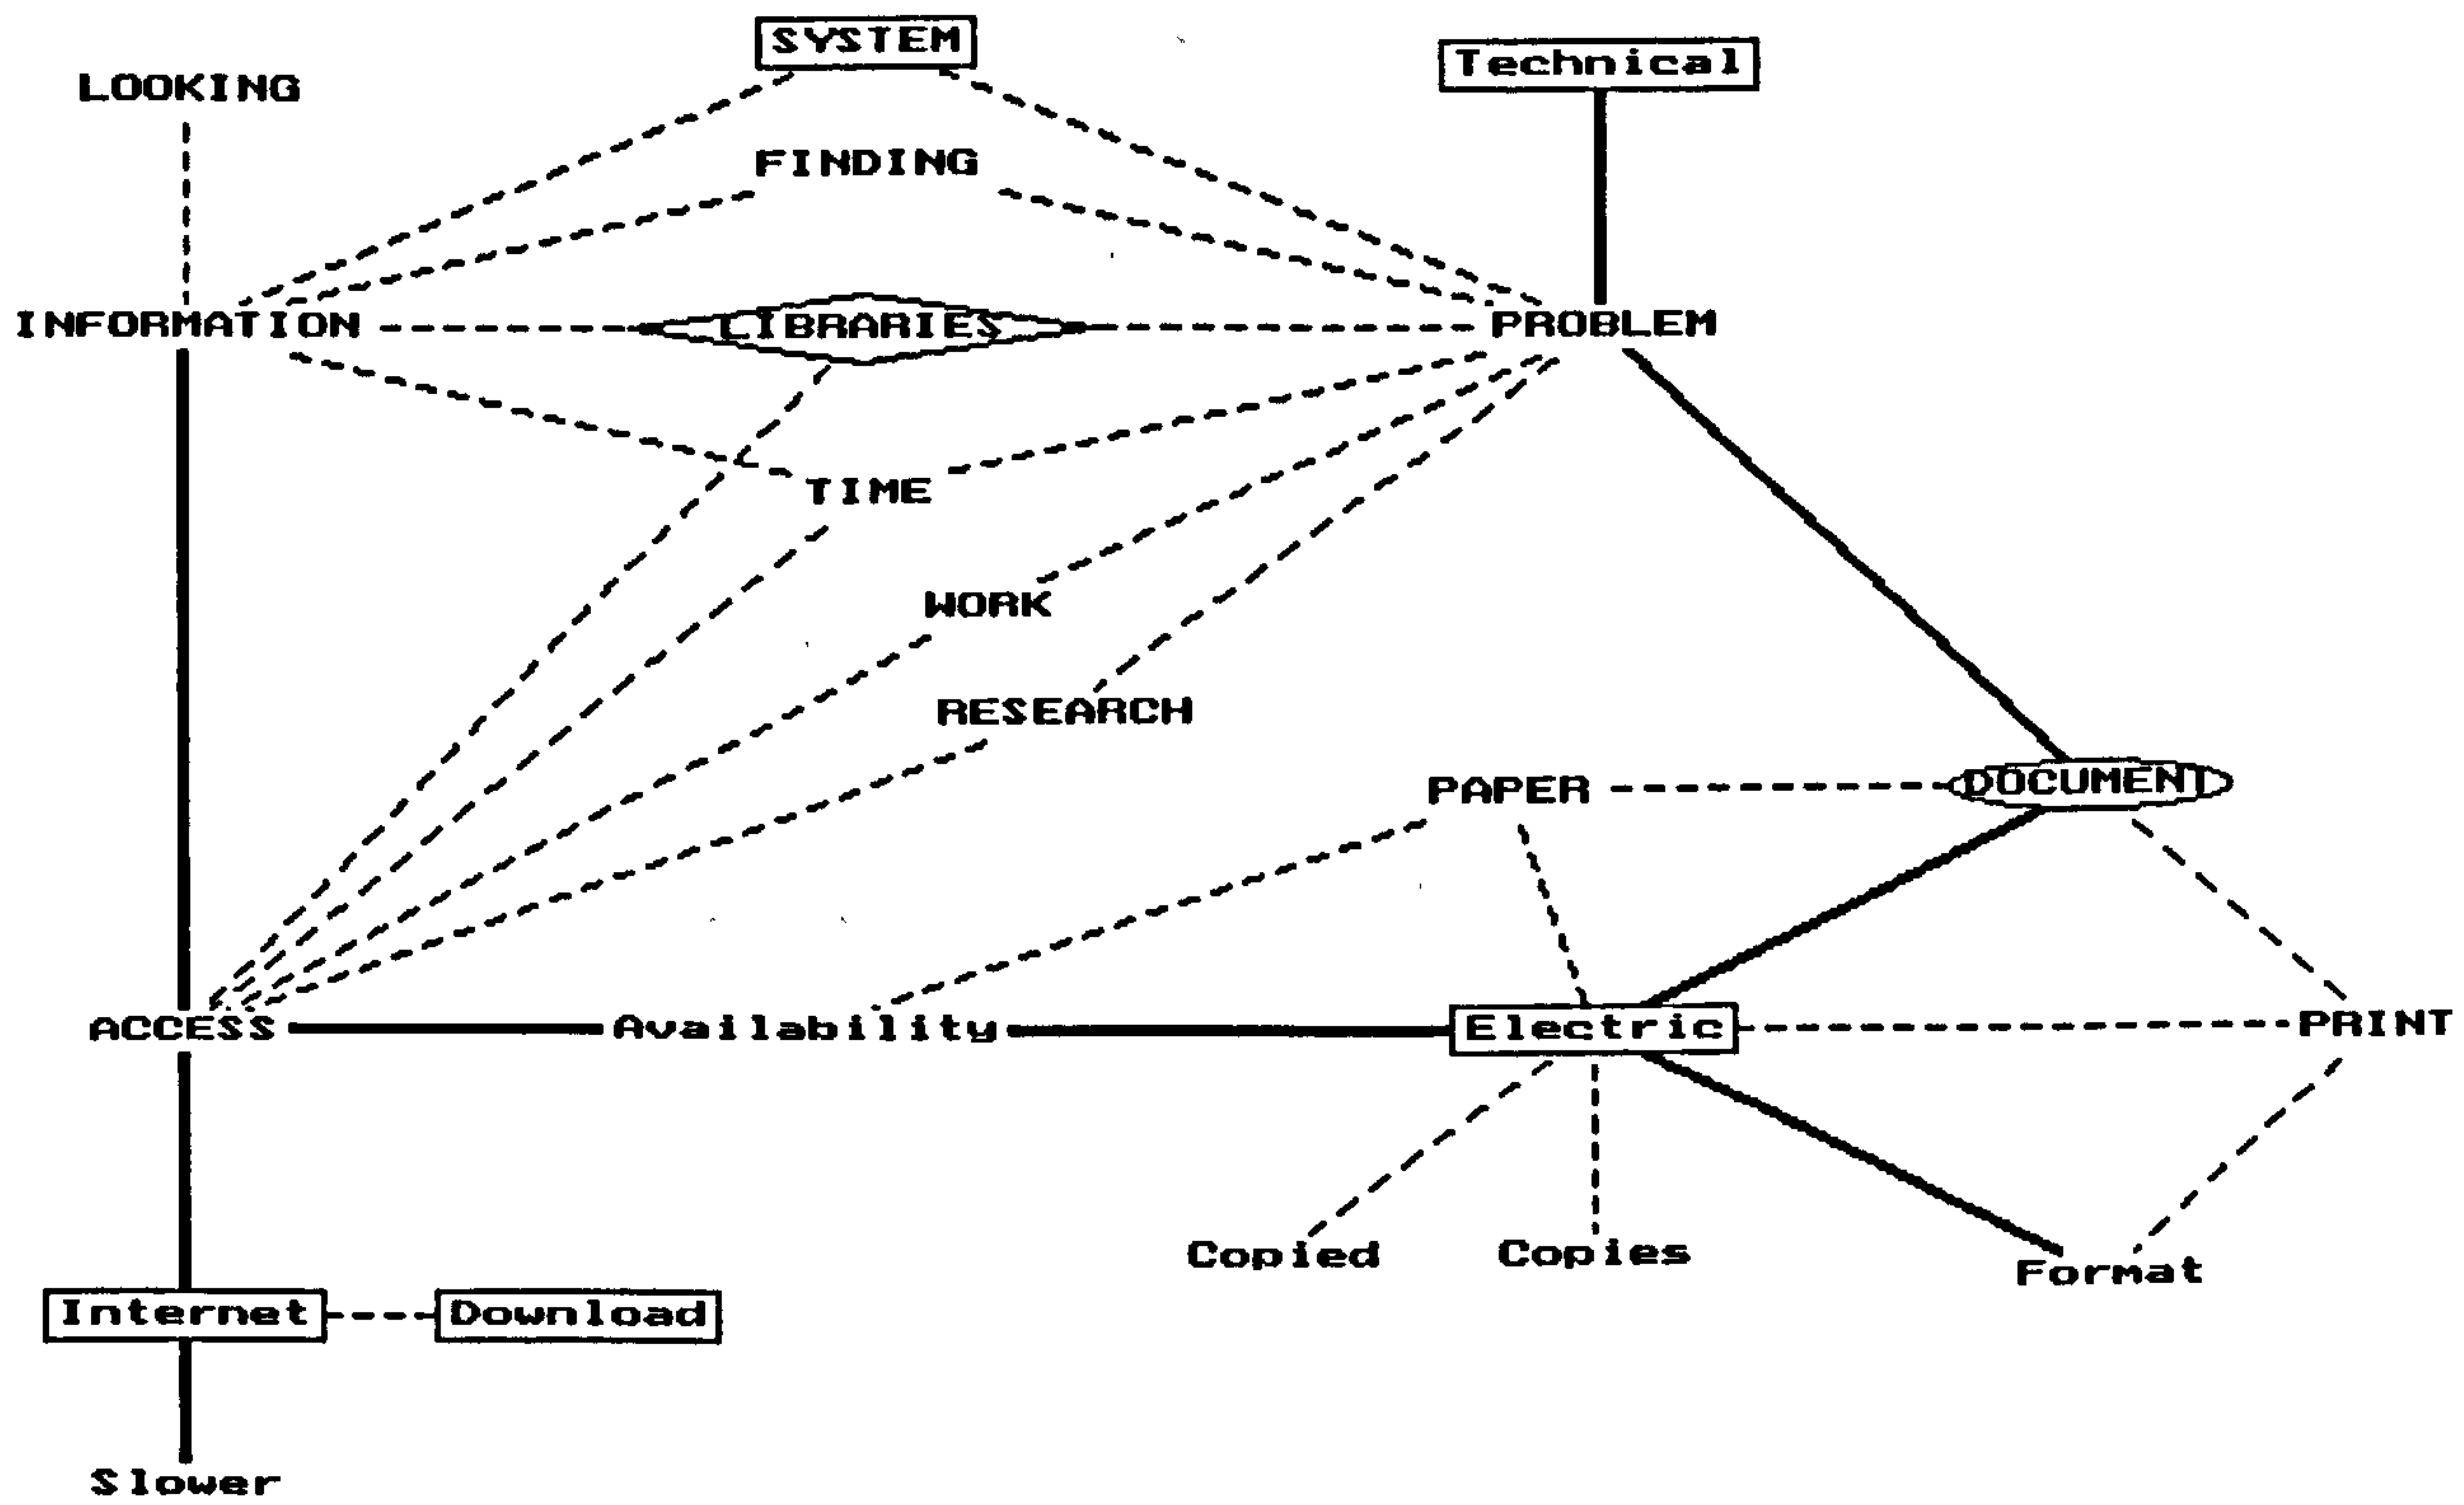 SYSTEM
Technical
LOOKING
FINDING
INFORMATION
LIBRARIES
PROBLEM
TIME
WORK
RESEARCH
PAPER
DOCUMENT
ACCESS
Availability
Electric
PRINT
Copied
Copies
Format
Internet
Download
Slower